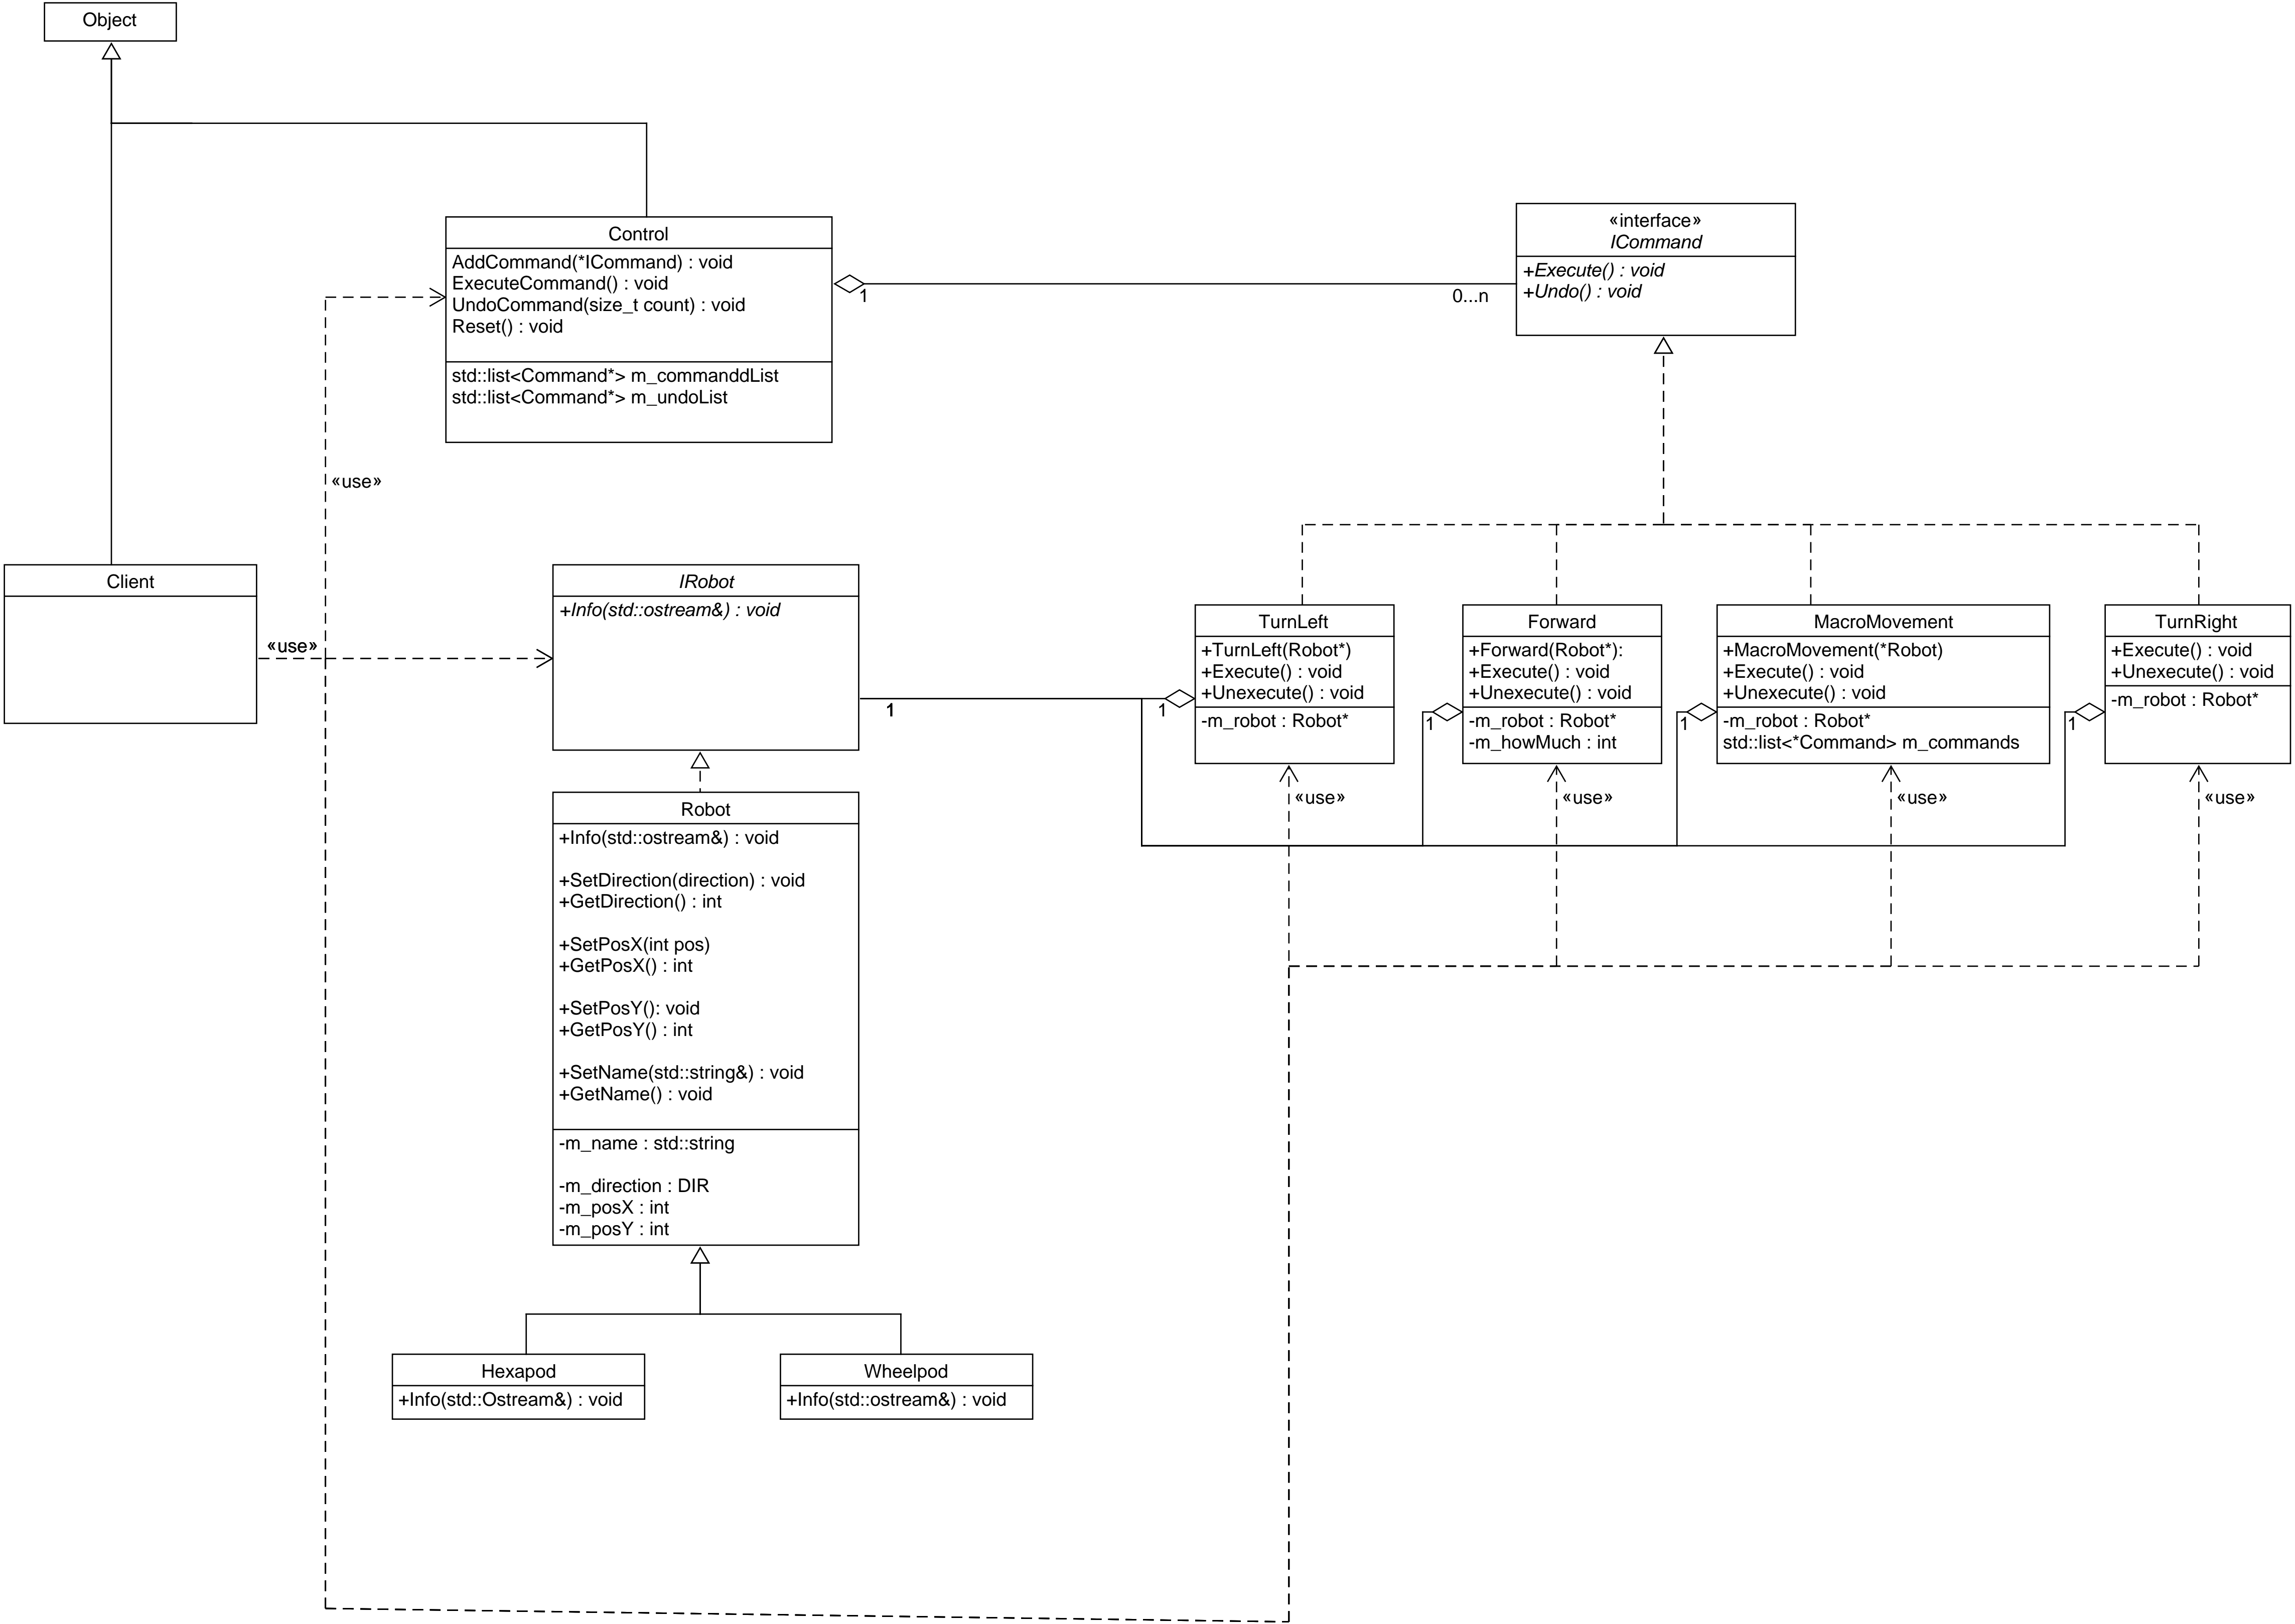 Object
Control
AddCommand(*ICommand) : void
ExecuteCommand() : void
UndoCommand(size_t count) : void
Reset() : void
std::list<Command*> m_commanddList
std::list<Command*> m_undoList
1
0...n
«interface»
ICommand
+Execute() : void
+Undo() : void
«use»
Client
«use»
IRobot
+Info(std::ostream&) : void
1
TurnLeft
+TurnLeft(Robot*)
+Execute() : void
+Unexecute() : void
-m_robot : Robot*
1
«use»
Forward
+Forward(Robot*):
+Execute() : void
+Unexecute() : void
-m_robot : Robot*
-m_howMuch : int
1
«use»
MacroMovement
+MacroMovement(*Robot)
+Execute() : void
+Unexecute() : void
-m_robot : Robot*
std::list<*Command> m_commands
1
«use»
TurnRight
+Execute() : void
+Unexecute() : void
-m_robot : Robot*
1
«use»
Robot
+Info(std::ostream&) : void
+SetDirection(direction) : void
+GetDirection() : int
+SetPosX(int pos)
+GetPosX() : int
+SetPosY(): void
+GetPosY() : int
+SetName(std::string&) : void
+GetName() : void
-m_name : std::string
-m_direction : DIR
-m_posX : int
-m_posY : int
Hexapod
+Info(std::Ostream&) : void
Wheelpod
+Info(std::ostream&) : void